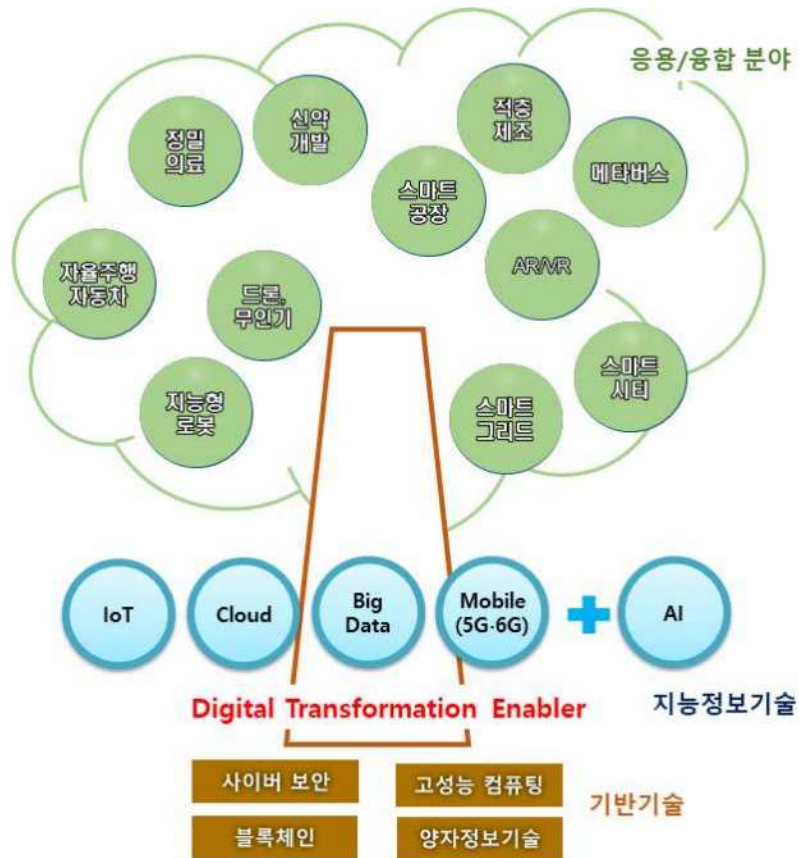 응용/융합 분야
정밀
의료
신약
개발
적층
제조
스마트
공장
메타버스
자율주행
자동차
드론,
무인기
AR/VR
지능형
로봇
스마트
그리드
스마트
시티
IoT
Cloud
Big
Data
Mobile
(5G-6G)
AI
Digital Transformation Enabler
지능정보기술
사이버 보안
고성능 컴퓨팅
기반기술
블록체인
양자정보기술